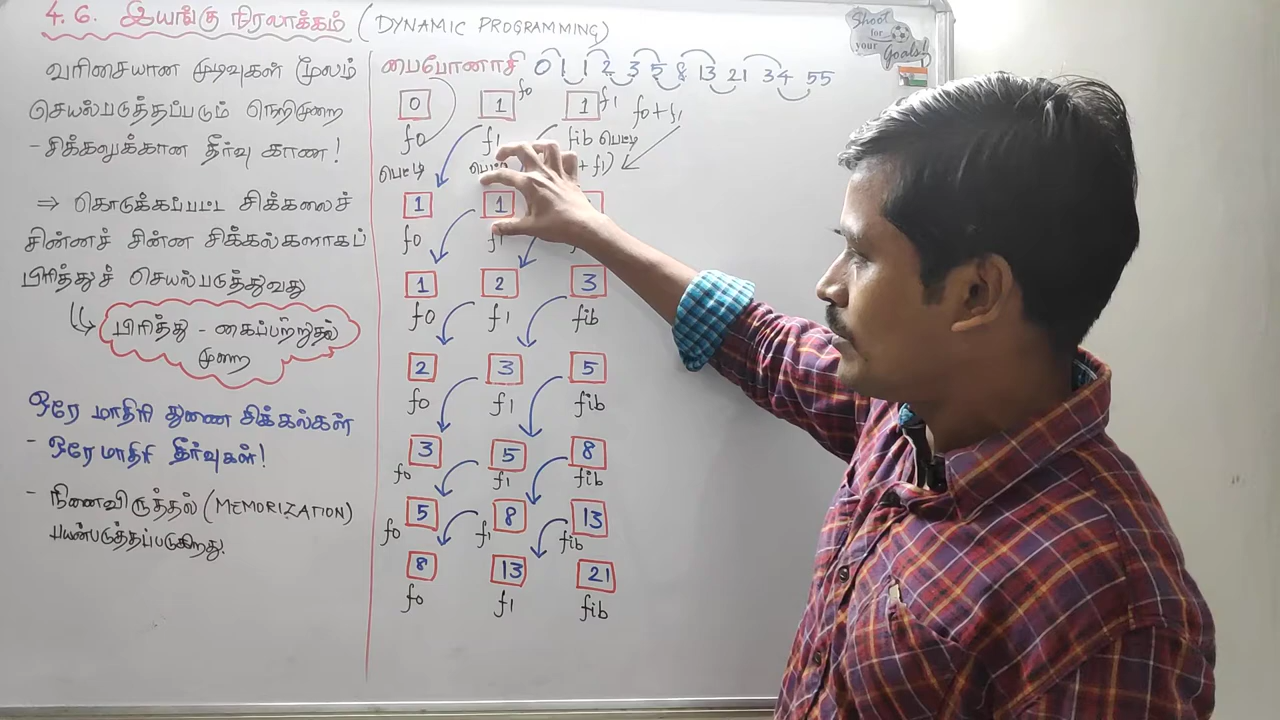 4. 6. இயங்கு நிரலாக்கம் (DYNAMIC PROGRAMMING)
வரிசையான முடிவுகள் மூலம்
செயல்படுத்தப்படும் நெறிமுறை
- சிக்கலுக்கான தீர்வு காண!
⇒ கொடுக்கப்பட்ட சிக்கலைச்
சின்னச் சின்ன சிக்கல்களாகப்
பிரித்துச் செயல்படுத்துவது
பிரித்து - கைப்பற்றுதல்
முறை
ஒரே மாதிரி துணை சிக்கல்கள்
- ஒரே மாதிரி தீர்வுகள்!
- நினைவிருத்தல் (MEMORIZATION)
பயன்படுத்தப்படுகிறது.
பைபோனாசி 0 1 1 2 3 5 8 13 21 34 55
0 1 f0 1 f1 f0+f1
f0 f1 fib பெட்டி
பெட்டி + f1)
1 1
f0 f1
1 2 3
f0 f1 fib
2 3 5
f0 f1 fib
3 5 8
f0 f1 fib
5 8 13
f0 f1 fib
8 13 21
f0 f1 fib
Shoot
for
your Goals!